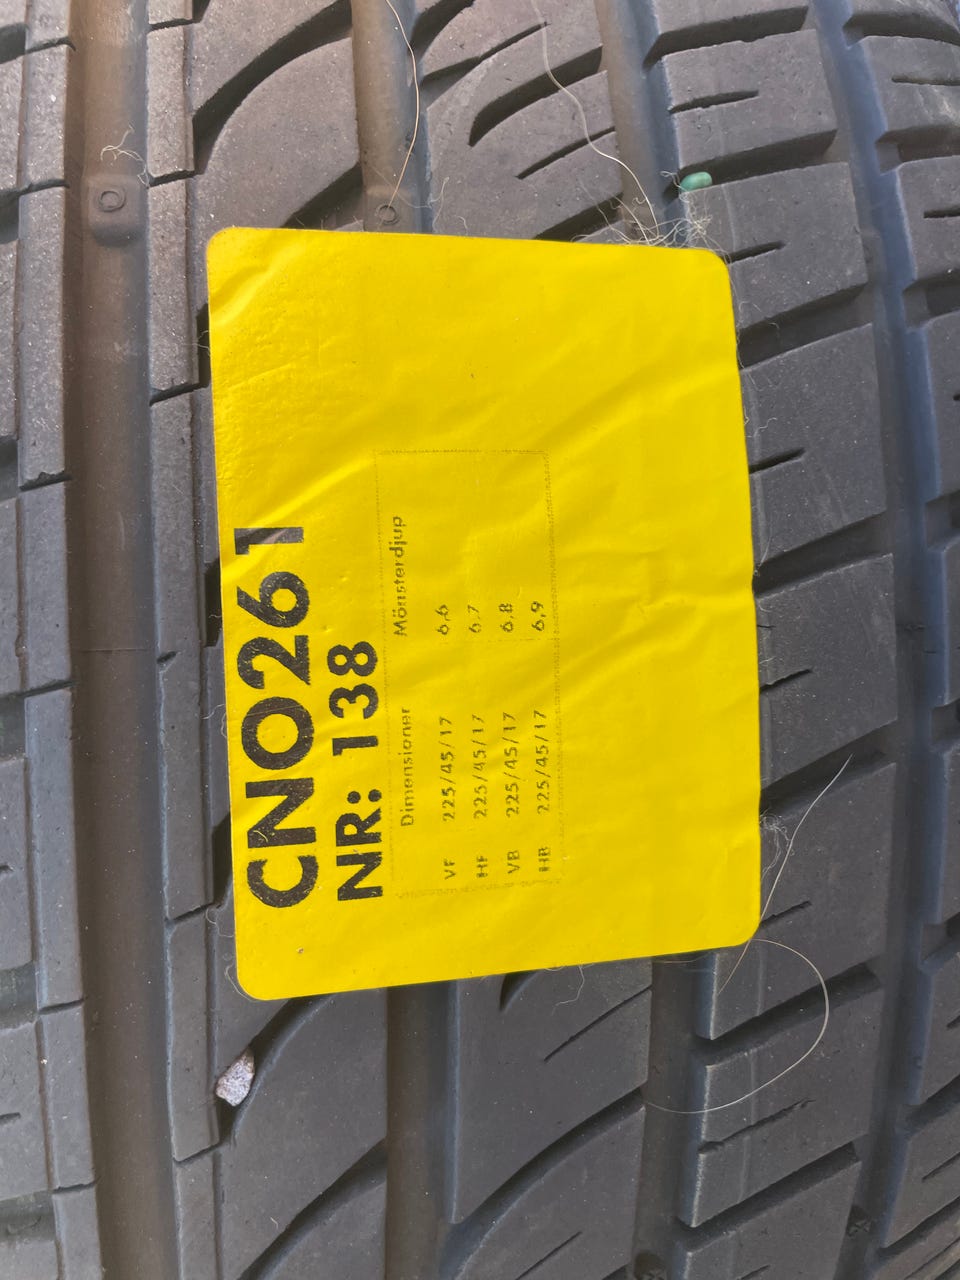 CNO261
NR: 138
Dimensioner Mönsterdjup
VF 225/45/17 6,6
HF 225/45/17 6,7
VB 225/45/17 6,8
HB 225/45/17 6,9